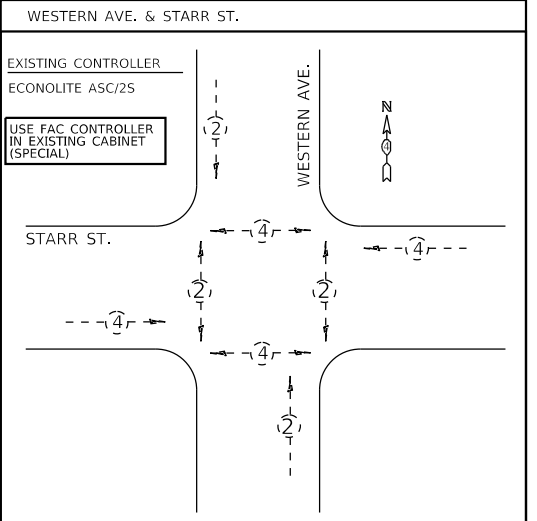 WESTERN AVE. & STARR ST.
EXISTING CONTROLLER
ECONOLITE ASC/2S
USE FAC CONTROLLER
IN EXISTING CABINET
(SPECIAL)
WESTERN AVE.
N
4
2
STARR ST.
4
4
2
2
4
4
2